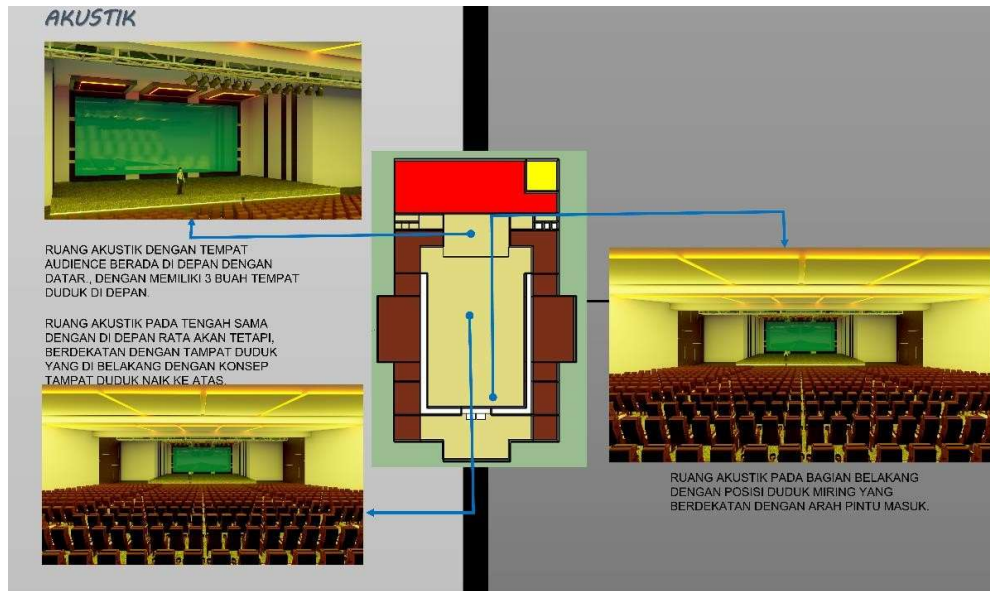 AKUSTIK
RUANG AKUSTIK DENGAN TEMPAT
AUDIENCE BERADA DI DEPAN DENGAN
DATAR., DENGAN MEMILIKI 3 BUAH TEMPAT
DUDUK DI DEPAN.
RUANG AKUSTIK PADA TENGAH SAMA
DENGAN DI DEPAN RATA AKAN TETAPI,
BERDEKATAN DENGAN TAMPAT DUDUK
YANG DI BELAKANG DENGAN KONSEP
TAMPAT DUDUK NAIK KE ATAS.
RUANG AKUSTIK PADA BAGIAN BELAKANG
DENGAN POSISI DUDUK MIRING YANG
BERDEKATAN DENGAN ARAH PINTU MASUK.